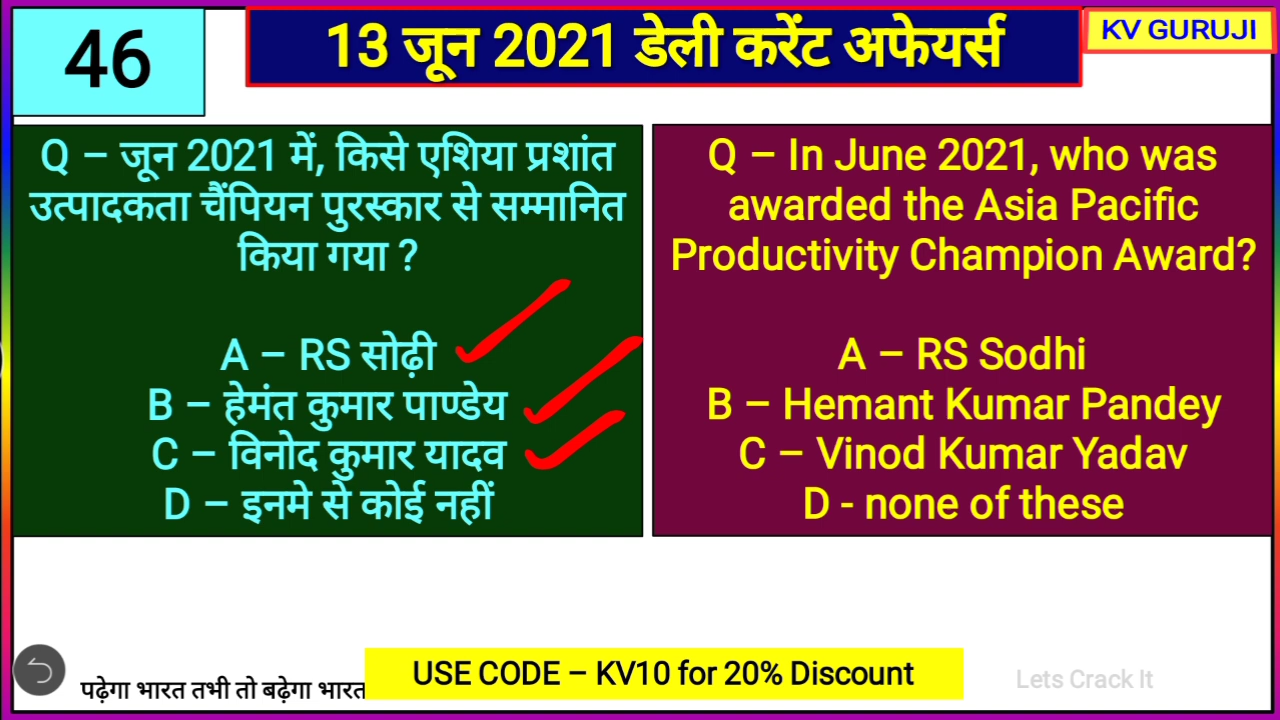 46
13 जून 2021 डेली करेंट अफेयर्स
KV GURUJI
Q – जून 2021 में, किसे एशिया प्रशांत
उत्पादकता चैंपियन पुरस्कार से सम्मानित
किया गया ?
A – RS सोढ़ी
B – हेमंत कुमार पाण्डेय
C – विनोद कुमार यादव
D – इनमे से कोई नहीं
Q – In June 2021, who was
awarded the Asia Pacific
Productivity Champion Award?
A – RS Sodhi
B – Hemant Kumar Pandey
C – Vinod Kumar Yadav
D - none of these
पढ़ेगा भारत तभी तो बढ़ेगा भारत
USE CODE – KV10 for 20% Discount
Lets Crack It